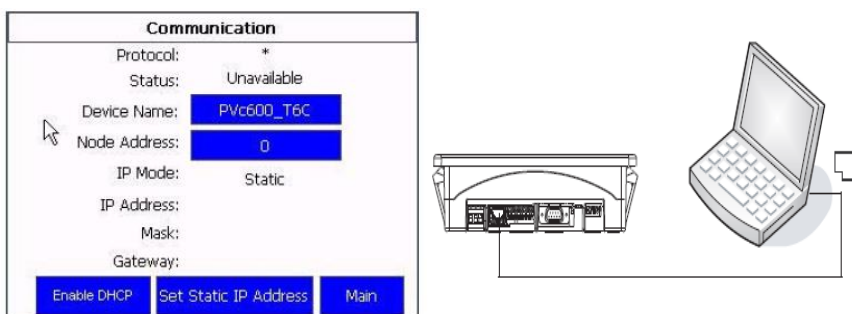 Communication
Protocol: *
Status: Unavailable
Device Name: PVc600_T6C
Node Address: 0
IP Mode: Static
IP Address:
Mask:
Gateway:
Enable DHCP Set Static IP Address Main